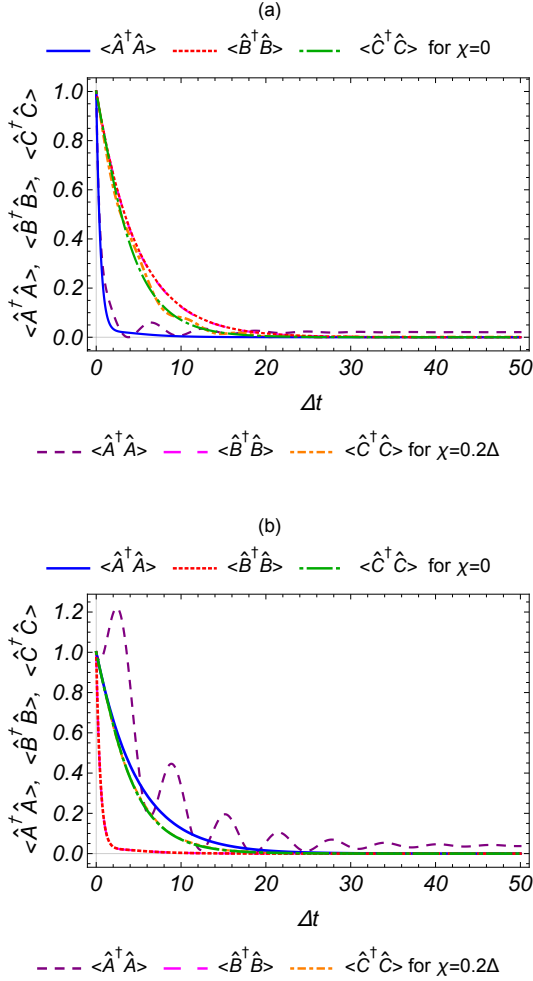 (a)
<Â†Â> <B̂†B̂> <Ĉ†Ĉ> for χ=0
<Â†Â>, <B̂†B̂>, <Ĉ†Ĉ>
1.0
0.8
0.6
0.4
0.2
0.0
0 10 20 30 40 50
Δt
<Â†Â> <B̂†B̂> <Ĉ†Ĉ> for χ=0.2Δ
(b)
<Â†Â> <B̂†B̂> <Ĉ†Ĉ> for χ=0
<Â†Â>, <B̂†B̂>, <Ĉ†Ĉ>
1.2
1.0
0.8
0.6
0.4
0.2
0.0
0 10 20 30 40 50
Δt
<Â†Â> <B̂†B̂> <Ĉ†Ĉ> for χ=0.2Δ